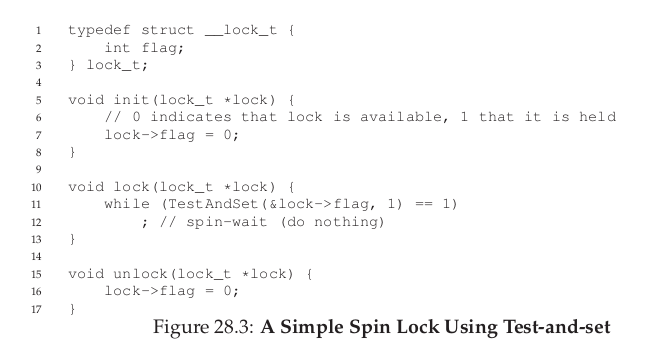 1 typedef struct __lock_t {
2 int flag;
3 } lock_t;
4
5 void init(lock_t *lock) {
6 // 0 indicates that lock is available, 1 that it is held
7 lock->flag = 0;
8 }
9
10 void lock(lock_t *lock) {
11 while (TestAndSet(&lock->flag, 1) == 1)
12 ; // spin-wait (do nothing)
13 }
14
15 void unlock(lock_t *lock) {
16 lock->flag = 0;
17 }
Figure 28.3: A Simple Spin Lock Using Test-and-set